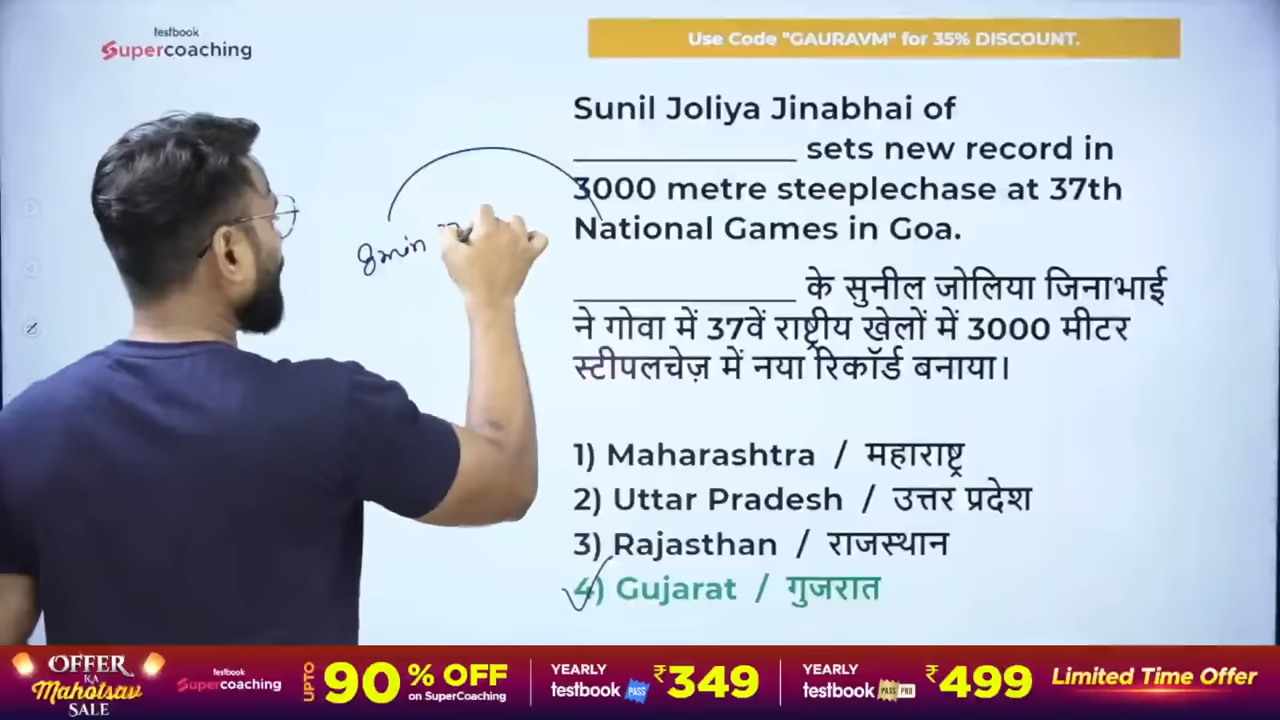 testbook
Supercoaching
Use Code "GAURAVM" for 35% DISCOUNT.
Sunil Joliya Jinabhai of
____________ sets new record in
3000 metre steeplechase at 37th
National Games in Goa.
8min
____________ के सुनील जोलिया जिनाभाई
ने गोवा में 37वें राष्ट्रीय खेलों में 3000 मीटर
स्टीपलचेज़ में नया रिकॉर्ड बनाया।
1) Maharashtra / महाराष्ट्र
2) Uttar Pradesh / उत्तर प्रदेश
3) Rajasthan / राजस्थान
4) Gujarat / गुजरात
OFFER
KA
Mahotsav
SALE
testbook
Supercoaching
UPTO 90% OFF
on SuperCoaching
YEARLY
testbook PASS
₹349
YEARLY
testbook PASS PRO
₹499
Limited Time Offer